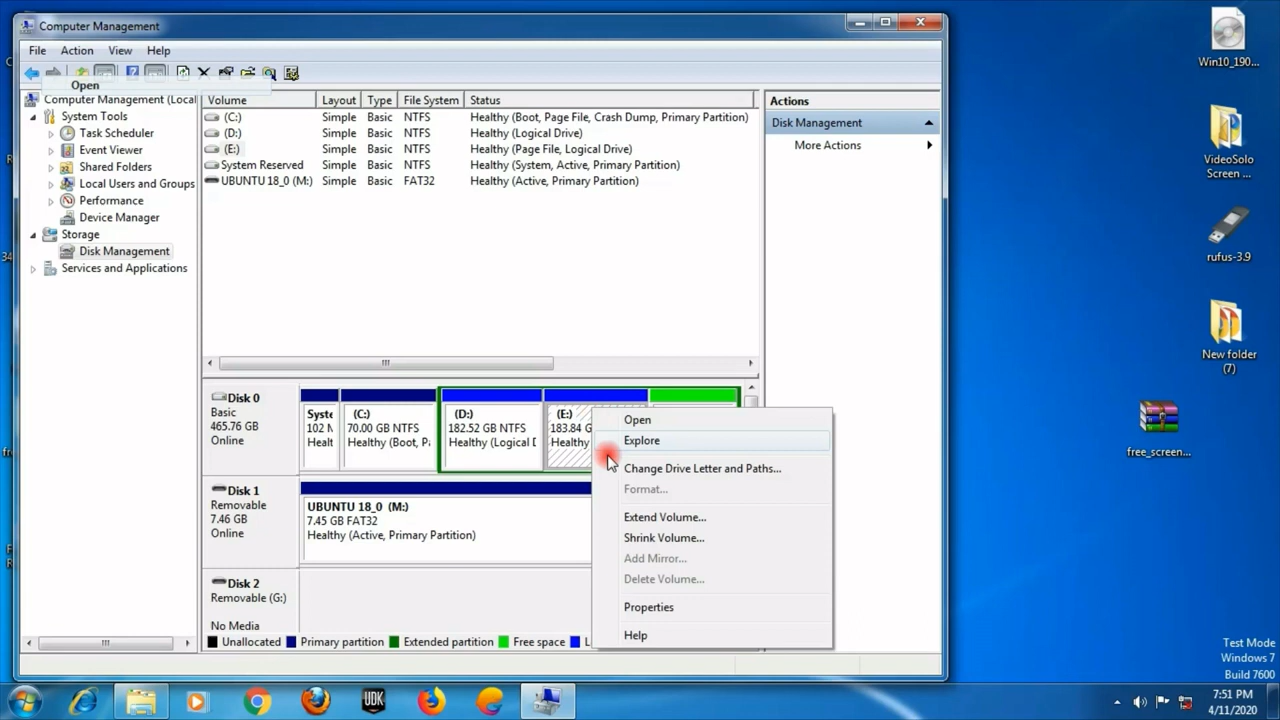 Computer Management
File Action View Help
Open
Computer Management (Local
System Tools
Task Scheduler
Event Viewer
Shared Folders
Local Users and Groups
Performance
Device Manager
Storage
Disk Management
Services and Applications
Volume Layout Type File System Status
(C:) Simple Basic NTFS Healthy (Boot, Page File, Crash Dump, Primary Partition)
(D:) Simple Basic NTFS Healthy (Logical Drive)
(E:) Simple Basic NTFS Healthy (Page File, Logical Drive)
System Reserved Simple Basic NTFS Healthy (System, Active, Primary Partition)
UBUNTU 18_0 (M:) Simple Basic FAT32 Healthy (Active, Primary Partition)
Actions
Disk Management
More Actions
Disk 0
Basic
465.76 GB
Online
Syste
102 N
Healt
(C:)
70.00 GB NTFS
Healthy (Boot, Pa
(D:)
182.52 GB NTFS
Healthy (Logical D
(E:)
183.84 G
Healthy
Disk 1
Removable
7.46 GB
Online
UBUNTU 18_0 (M:)
7.45 GB FAT32
Healthy (Active, Primary Partition)
Disk 2
Removable (G:)
No Media
Unallocated Primary partition Extended partition Free space L
Open
Explore
Change Drive Letter and Paths...
Format...
Extend Volume...
Shrink Volume...
Add Mirror...
Delete Volume...
Properties
Help
Win10_190...
VideoSolo
Screen ...
rufus-3.9
New folder
(7)
free_screen...
34
UDK
Test Mode
Windows 7
Build 7600
7:51 PM
4/11/2020